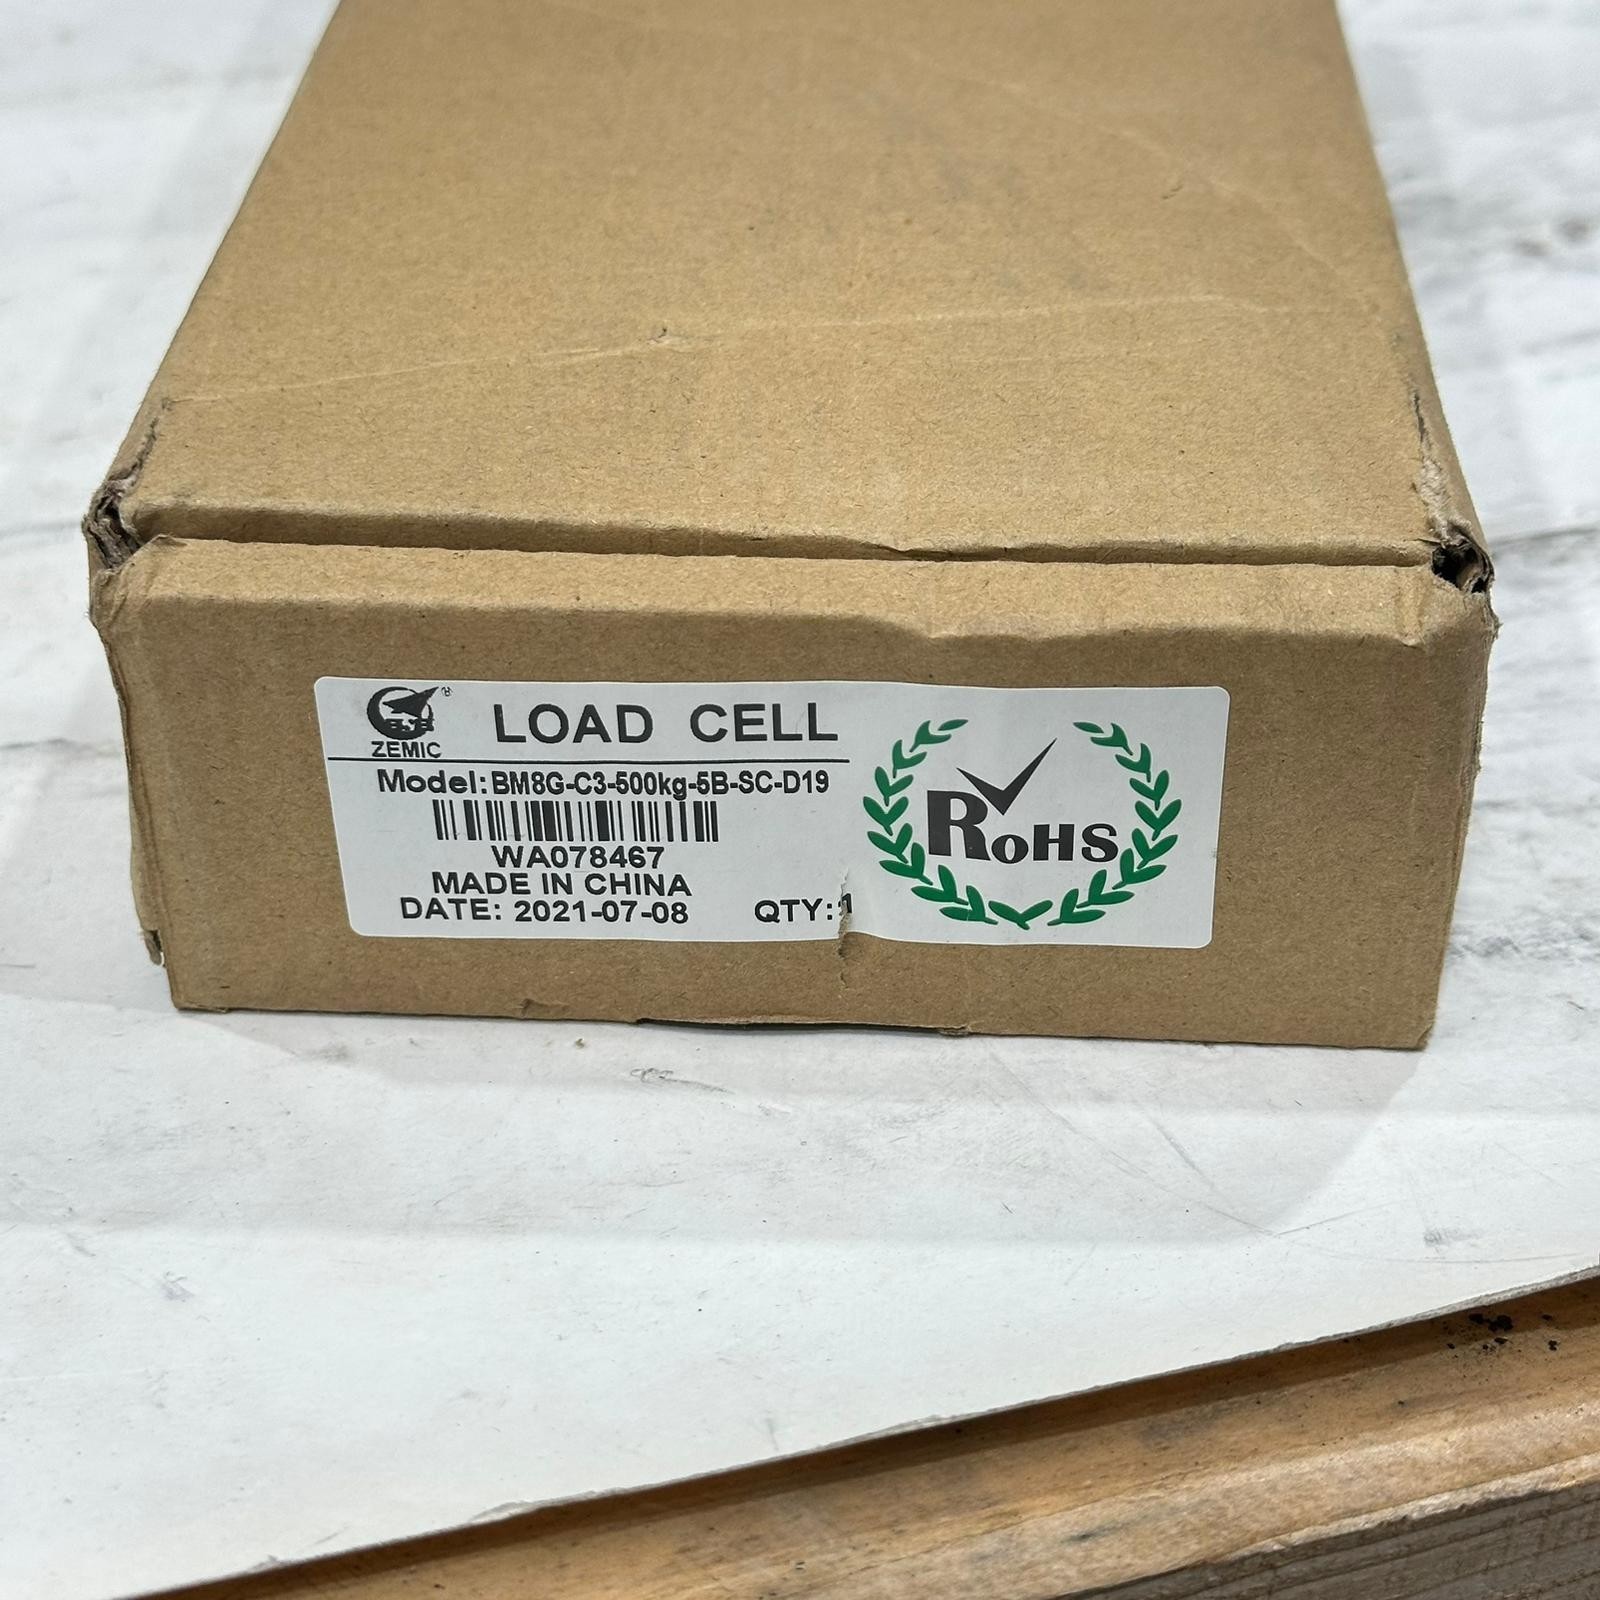 ZEMIC
LOAD CELL
Model:BM8G-C3-500kg-5B-SC-D19
WA078467
MADE IN CHINA
DATE: 2021-07-08 QTY:1
RoHS